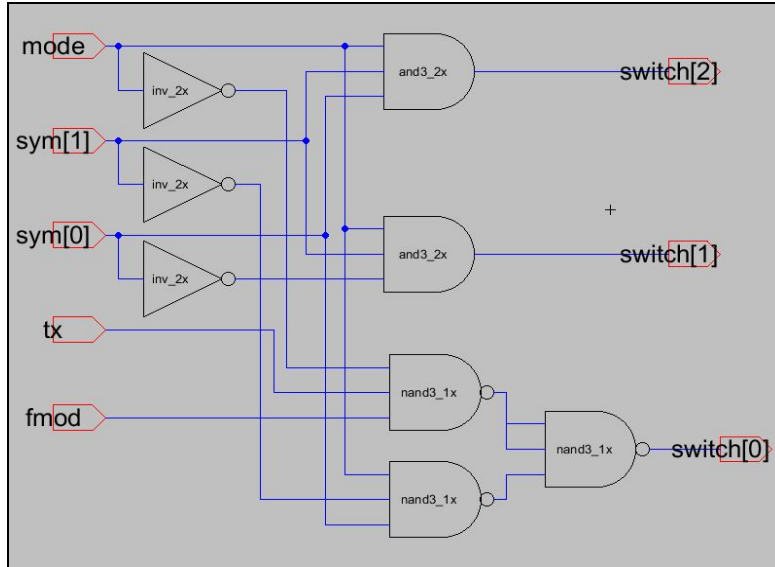 mode
inv_2x
and3_2x
switch[2]
sym[1]
inv_2x
sym[0]
inv_2x
and3_2x
switch[1]
tx
nand3_1x
fmod
nand3_1x
switch[0]
nand3_1x